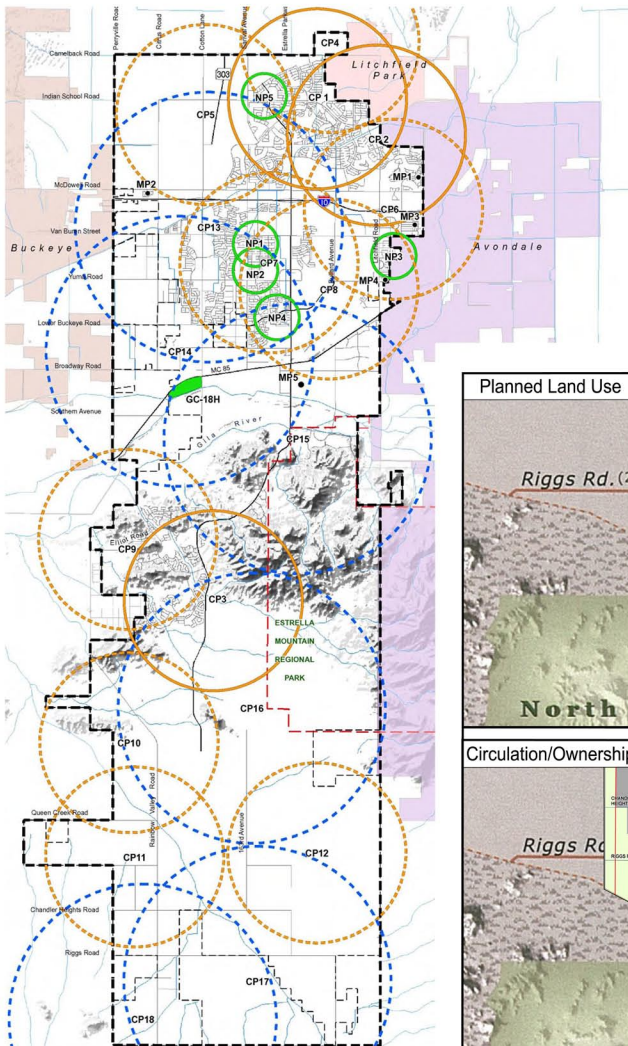 Perryville Road
Citrus Road
Cotton Lane
Estrella Parkway
CP4
Camelback Road
Litchfield
Park
303
NP5
CP 1
Indian School Road
CP5
CP 2
MP1
McDowell Road
MP2
10
CP6
CP13
MP3
Van Buren Street
Buckeye
NP1
Avondale
CP7
NP3
NP2
Yuma Road
MP4
CP8
NP4
Lower Buckeye Road
CP14
Broadway Road
MC 85
MP5
GC-18H
Southern Avenue
Gila River
CP15
Elliot Road
CP9
CP3
ESTRELLA
MOUNTAIN
REGIONAL
PARK
CP16
CP10
Rainbow Valley Road
Queen Creek Road
CP11
CP12
Chandler Heights Road
Riggs Road
CP17
CP18
Planned Land Use
Riggs Rd.
North
Circulation/Ownership
Riggs Rd